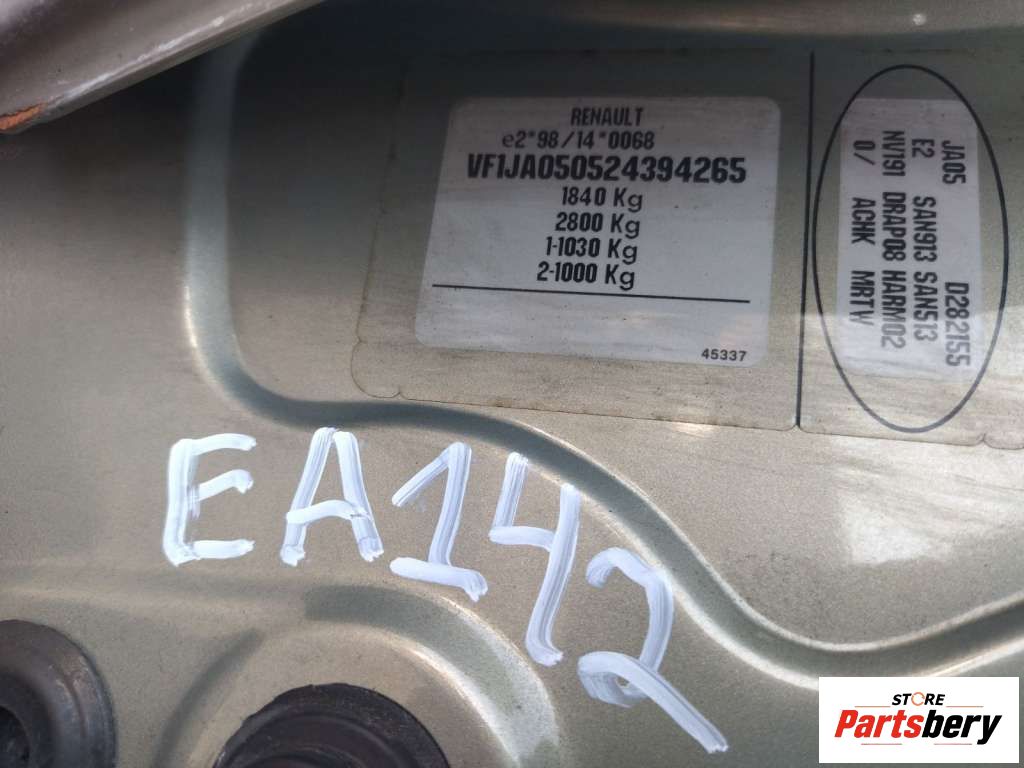 RENAULT
e2*98/14*0068
VF1JA050524394265
1840 Kg
2800 Kg
1-1030 Kg
2-1000 Kg
45337
D282155
JA05 SAN913 SAN513
E2 DRAP08 HARM02
NV191 ACHK MRTV
0/
EA142
STORE
Partsbery